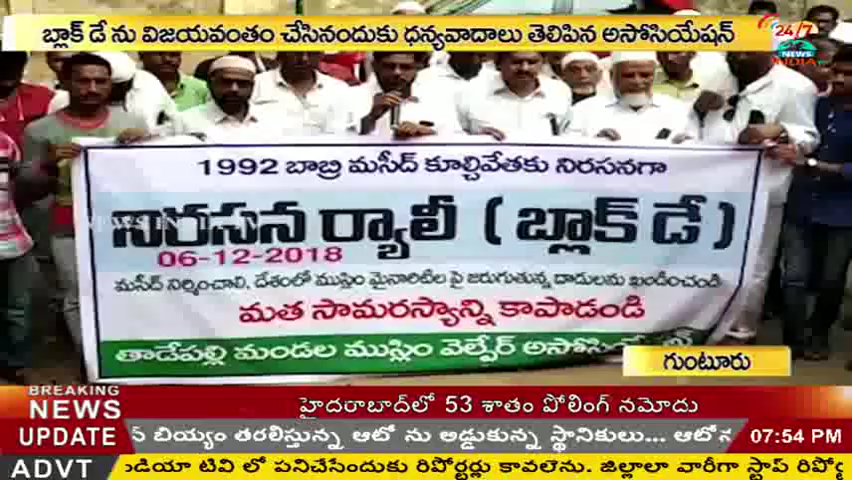 బ్లాక్ డే ను విజయవంతం చేసినందుకు ధన్యవాదాలు తెలిపిన అసోసియేషన్
24/7
NEWS
INDIA
1992 బాబ్రి మసీద్ కూల్చివేతకు నిరసనగా
నిరసన ర్యాలీ ( బ్లాక్ డే )
06-12-2018
మసీద్ నిర్మించాలి, దేశంలో ముస్లిం మైనారిటీల పై జరుగుతున్న దాడులను ఖండించండి
మత సామరస్యాన్ని కాపాడండి
తాడేపల్లి మండల ముస్లిం వెల్ఫేర్
గుంటూరు
BREAKING
NEWS
UPDATE
హైదరాబాద్‌లో 53 శాతం పోలింగ్ నమోదు
బియ్యం తరలిస్తున్న ఆటో ను అడ్డుకున్న స్థానికులు... ఆటోన
07:54 PM
ADVT
డియా టివి లో పనిచేసేందుకు రిపోర్టర్లు కావలెను. జిల్లాలా వారీగా స్టాప్ రిపోర్ట